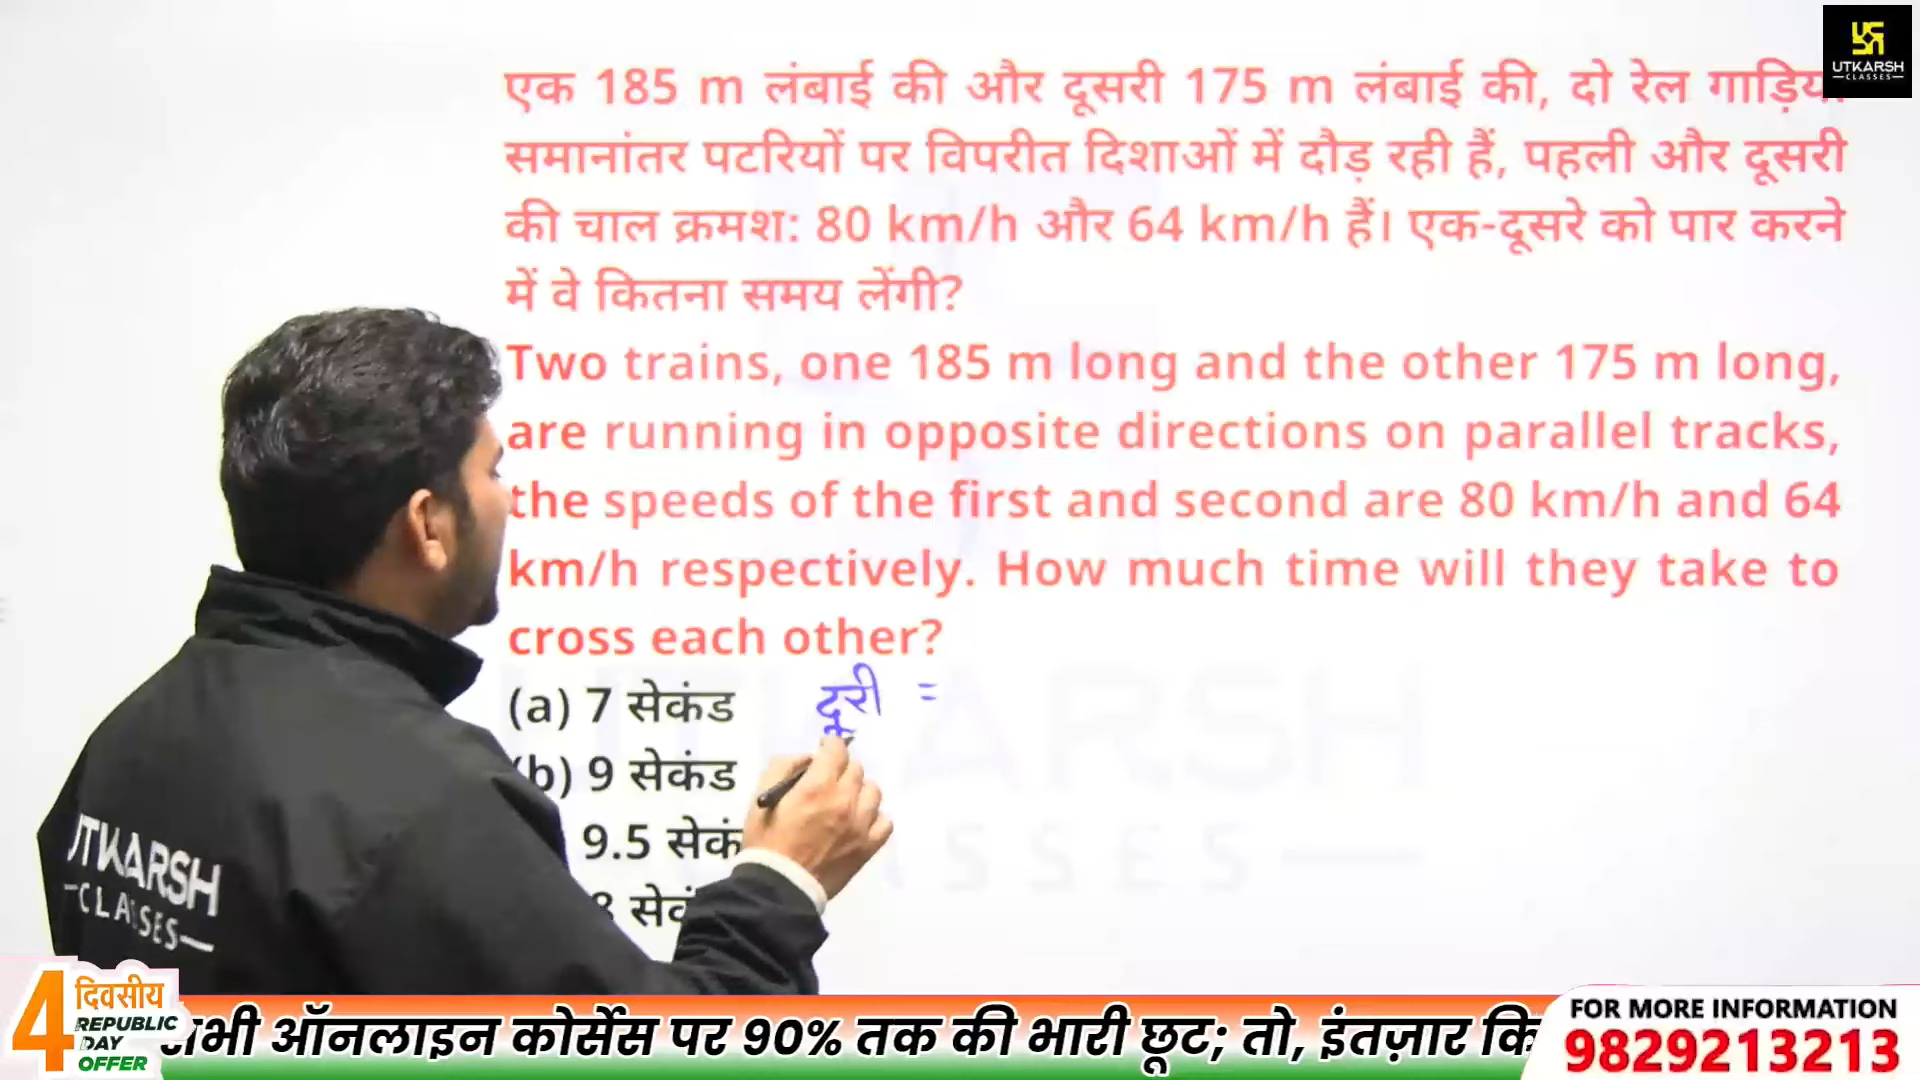 एक 185 m लंबाई की और दूसरी 175 m लंबाई की, दो रेल
समानांतर पटरियों पर विपरीत दिशाओं में दौड़ रही हैं, पहली और दूसरी
की चाल क्रमश: 80 km/h और 64 km/h हैं। एक-दूसरे को पार करने
में वे कितना समय लेंगी?
Two trains, one 185 m long and the other 175 m long,
are running in opposite directions on parallel tracks,
the speeds of the first and second are 80 km/h and 64
km/h respectively. How much time will they take to
cross each other?
(a) 7 सेकंड
दूरी =
(b) 9 सेकंड
9.5
UTKARSH
CLASSES
UTKARSH
CLASSES
UTKARSH
CLASSES
4 दिवसीय
REPUBLIC
DAY
OFFER
ऑनलाइन कोर्सेस पर 90% तक की भारी छूट; तो, इंतज़ार
FOR MORE INFORMATION
9829213213